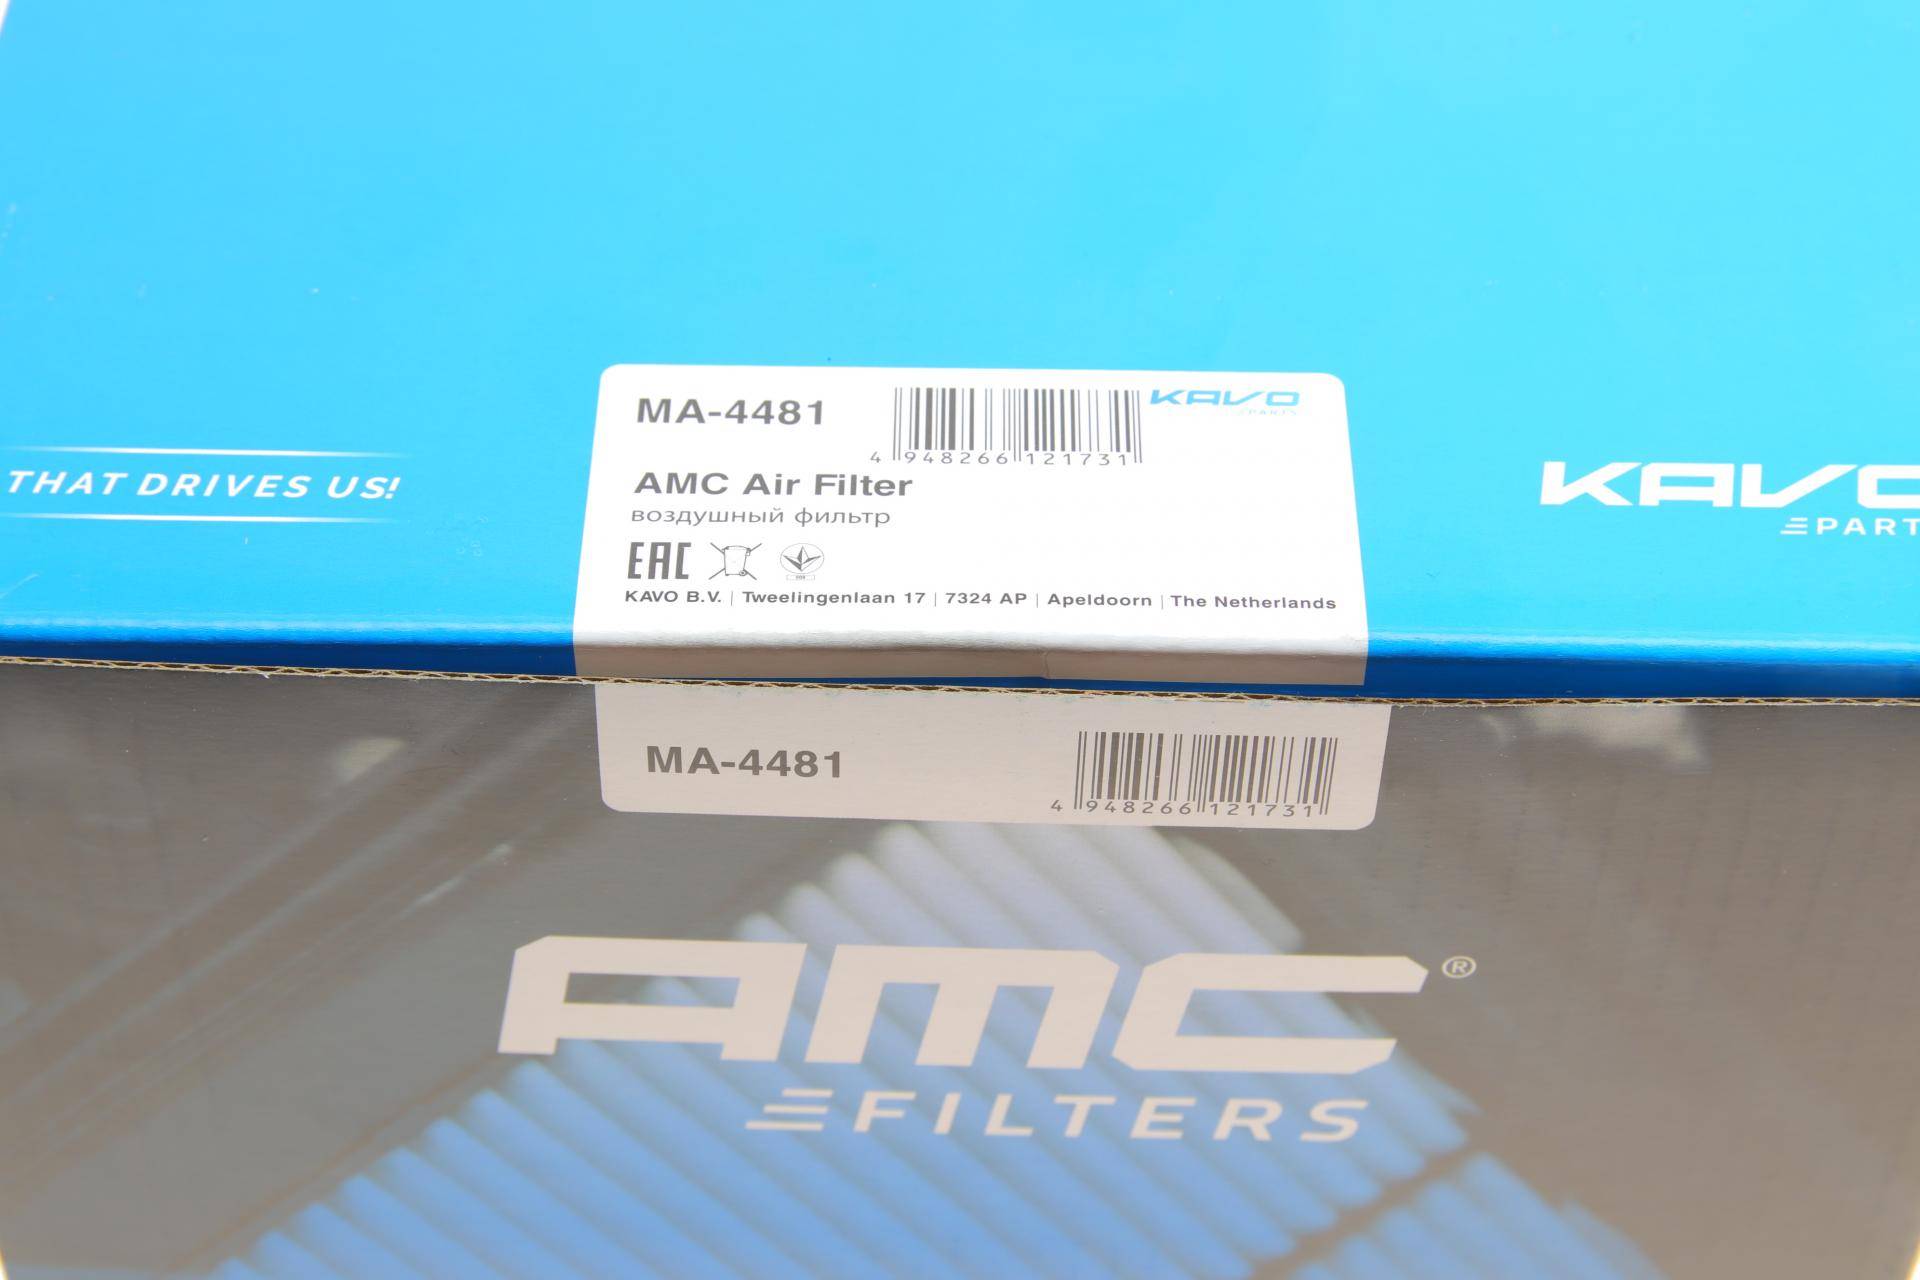 MA-4481
KAVO
PARTS
4 948266 121731
AMC Air Filter
воздушный фильтр
EAC
KAVO B.V. | Tweelingenlaan 17 | 7324 AP | Apeldoorn | The Netherlands
THAT DRIVES US!
KAVO
PART
MA-4481
4 948266 121731
AMC®
FILTERS